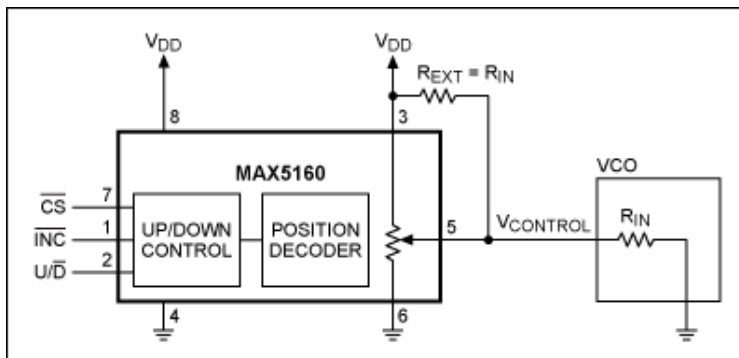 VDD
VDD
REXT = RIN
8
3
MAX5160
VCO
CS
7
UP/DOWN
CONTROL
POSITION
DECODER
INC
1
5
VCONTROL
RIN
U/D
2
4
6